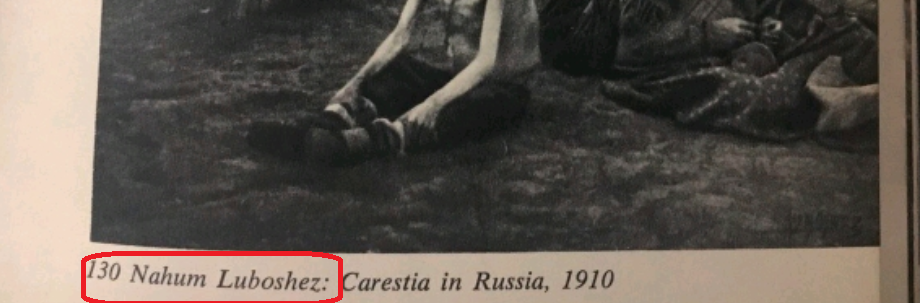 130 Nahum Luboshez: Carestia in Russia, 1910